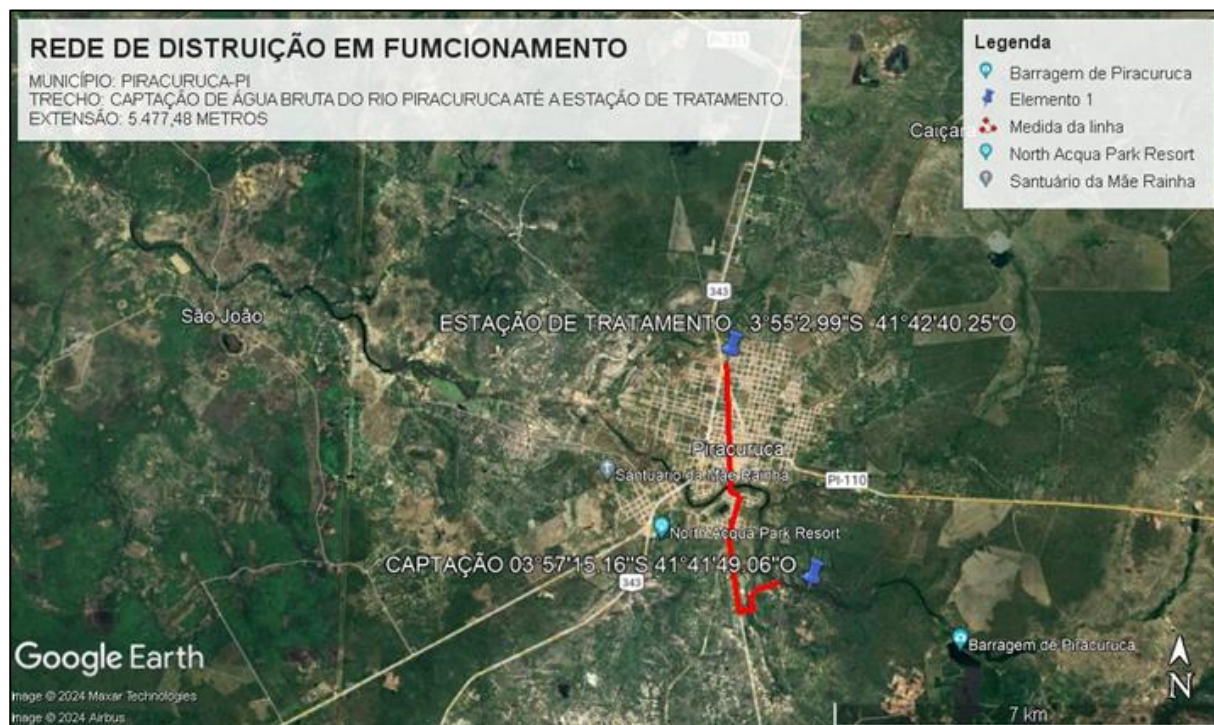 REDE DE DISTRUIÇÃO EM FUMCIONAMENTO
MUNICÍPIO: PIRACURUCA-PI
TRECHO: CAPTAÇÃO DE ÁGUA BRUTA DO RIO PIRACURUCA ATÉ A ESTAÇÃO DE TRATAMENTO.
EXTENSÃO: 5.477,48 METROS
Legenda
Barragem de Piracuruca
Elemento 1
Medida da linha
North Acqua Park Resort
Santuário da Mãe Rainha
PI-311
Caiçara
343
São João
ESTAÇÃO DE TRATAMENTO 3°55'2.99"S 41°42'40.25"O
Piracuruca
Santuário da Mãe Rainha
PI-110
North Acqua Park Resort
CAPTAÇÃO 03°57'15.16"S 41°41'49.06"O
343
Barragem de Piracuruca
Google Earth
N
Image © 2024 Maxar Technologies
Image © 2024 Airbus
7 km